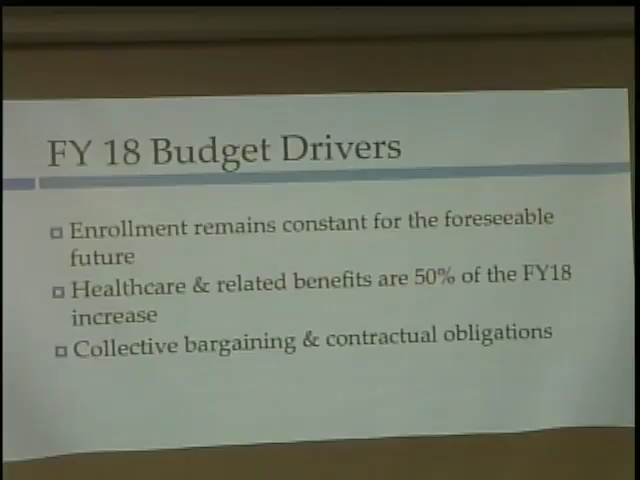 FY 18 Budget Drivers
Enrollment remains constant for the foreseeable
future
Healthcare & related benefits are 50% of the FY18
increase
Collective bargaining & contractual obligations